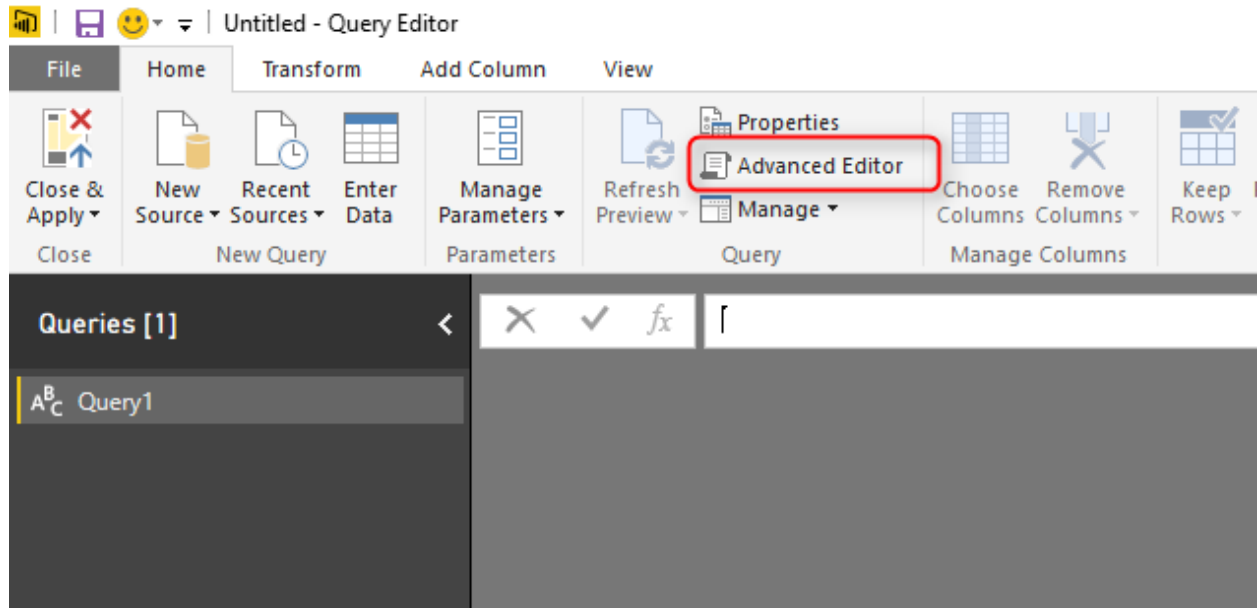 Untitled - Query Editor
File Home Transform Add Column View
Properties
Advanced Editor
Manage
Close & Apply
New Source
Recent Sources
Enter Data
Manage Parameters
Refresh Preview
Choose Columns
Remove Columns
Keep Rows
Close New Query Parameters Query Manage Columns
Queries [1]
fx
ABC Query1